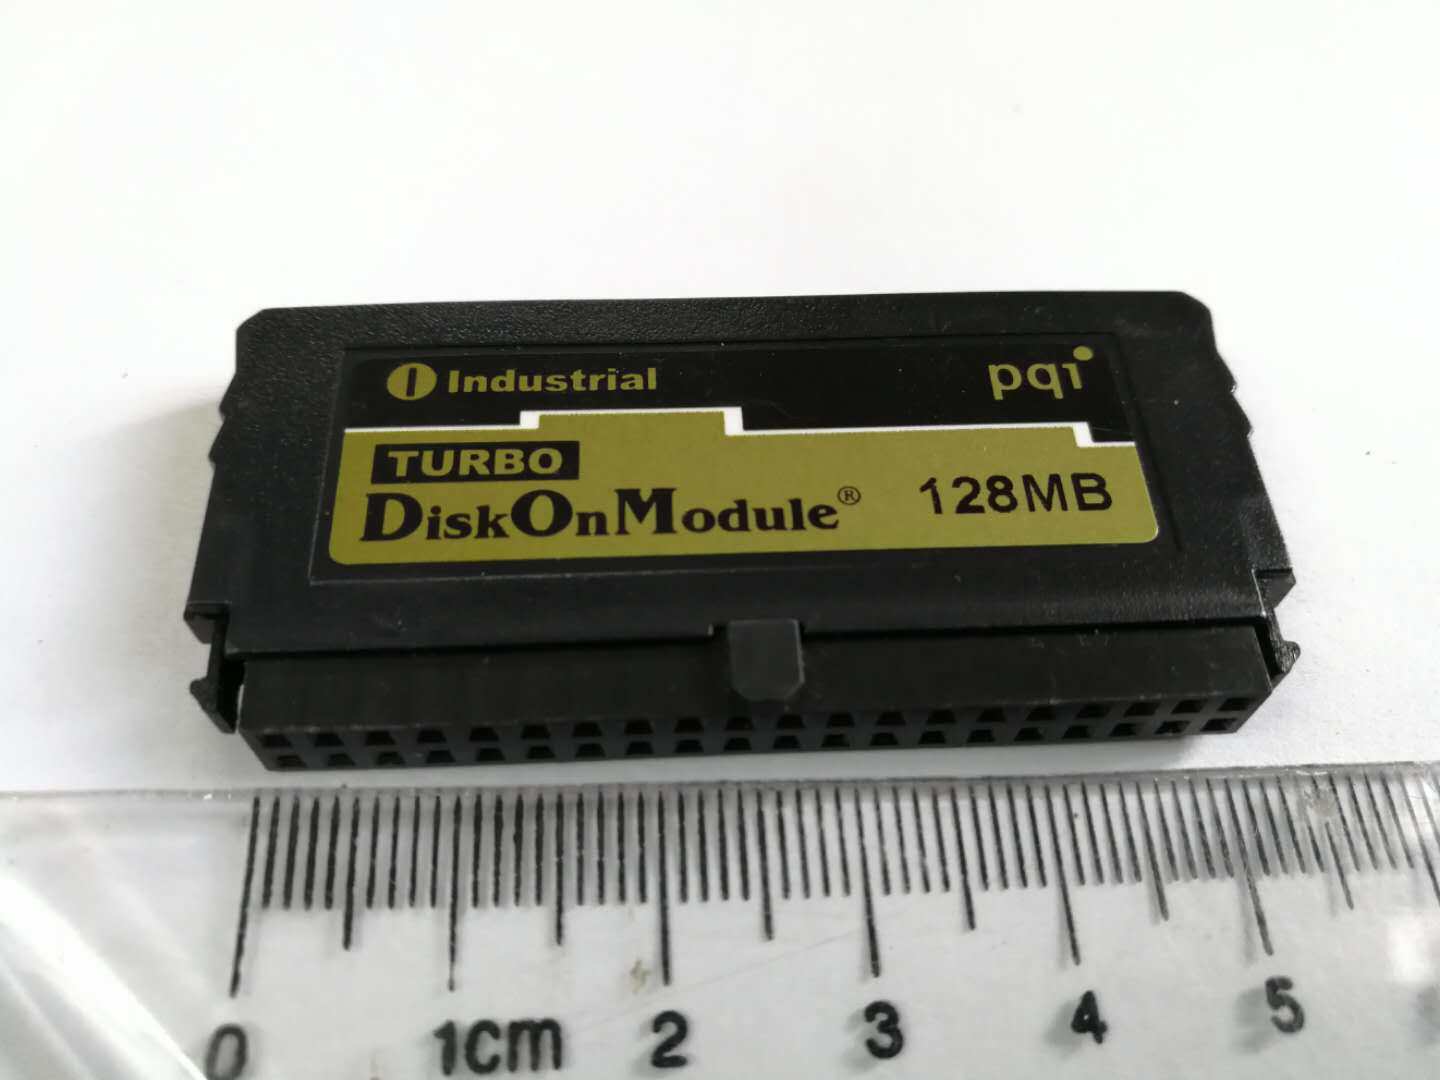 Industrial pqi
TURBO
DiskOnModule® 128MB
0 1cm 2 3 4 5